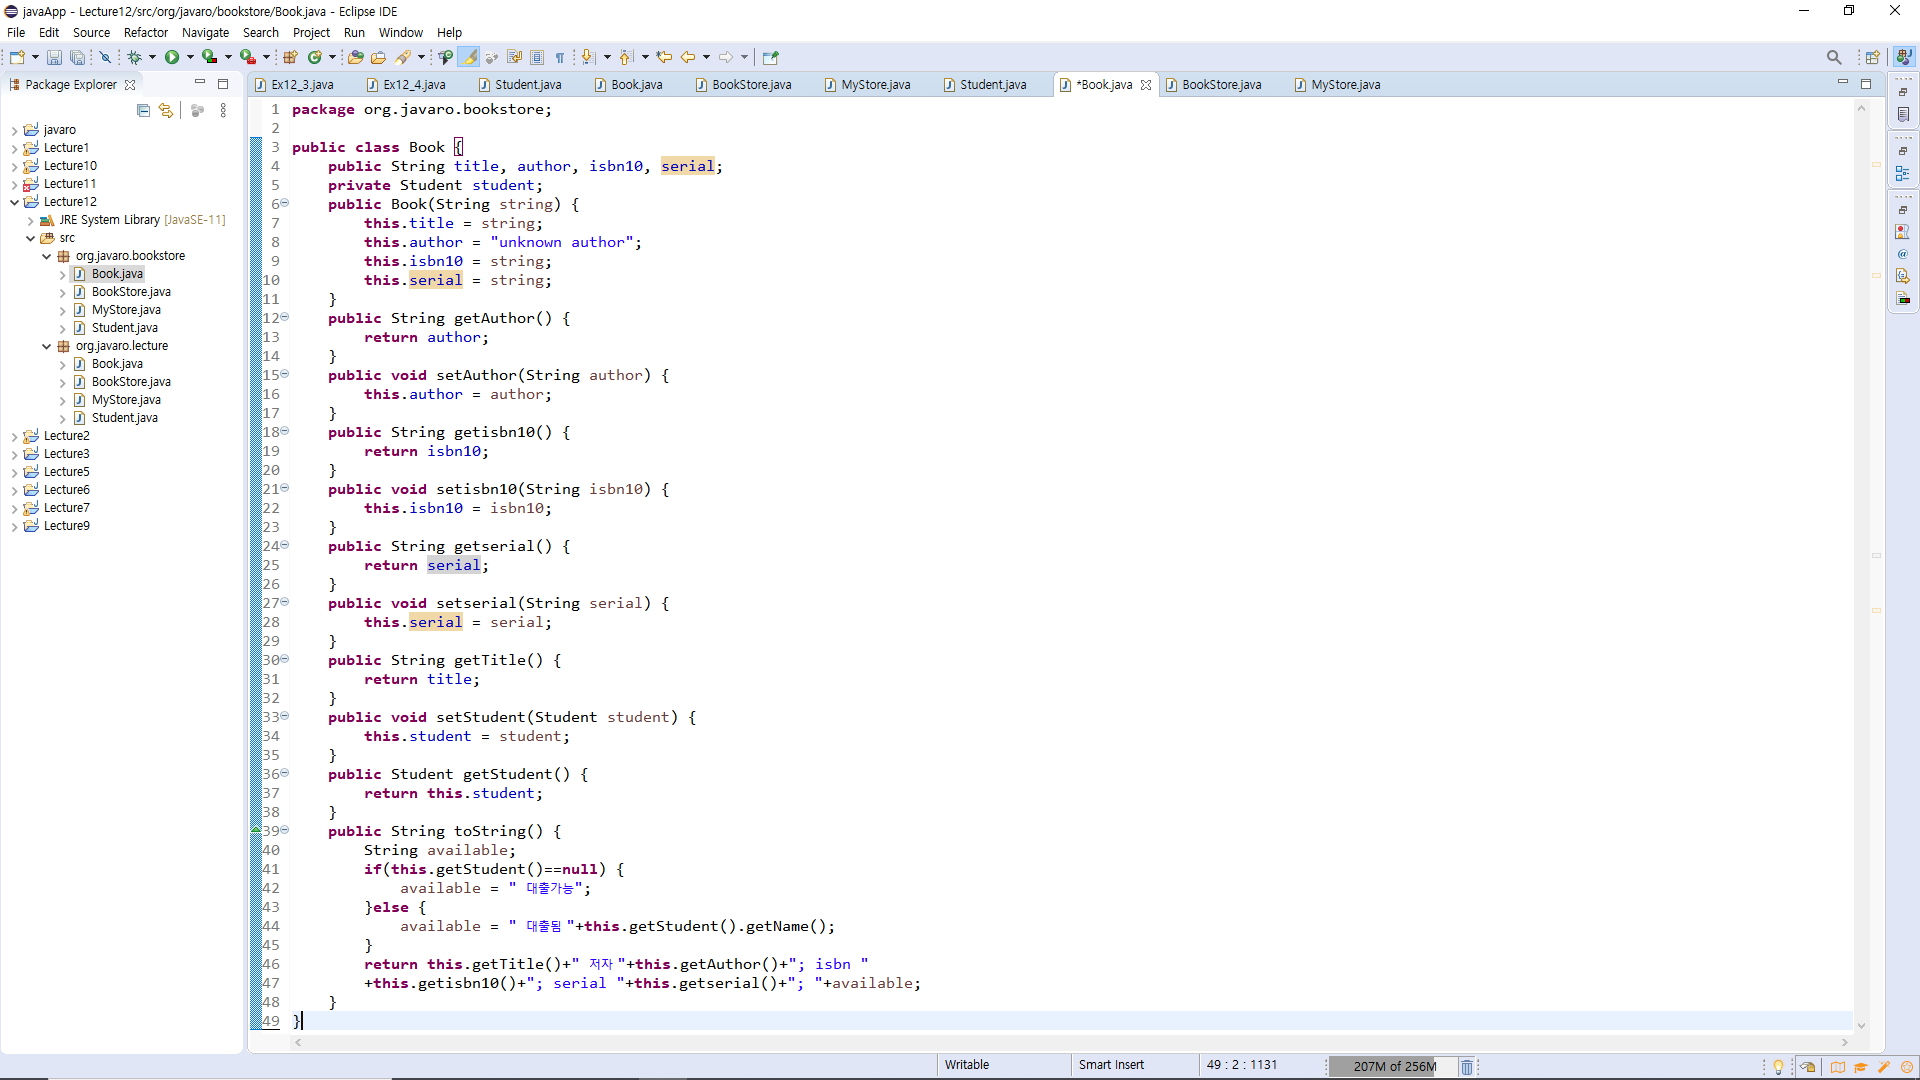 javaApp - Lecture12/src/org/javaro/bookstore/Book.java - Eclipse IDE
File Edit Source Refactor Navigate Search Project Run Window Help
Package Explorer
Ex12_3.java Ex12_4.java Student.java Book.java BookStore.java MyStore.java Student.java *Book.java BookStore.java MyStore.java
javaro
Lecture1
Lecture10
Lecture11
Lecture12
JRE System Library [JavaSE-11]
src
org.javaro.bookstore
Book.java
BookStore.java
MyStore.java
Student.java
org.javaro.lecture
Book.java
BookStore.java
MyStore.java
Student.java
Lecture2
Lecture3
Lecture5
Lecture6
Lecture7
Lecture9
1 package org.javaro.bookstore;
2
3 public class Book {
4 public String title, author, isbn10, serial;
5 private Student student;
6 public Book(String string) {
7 this.title = string;
8 this.author = "unknown author";
9 this.isbn10 = string;
10 this.serial = string;
11 }
12 public String getAuthor() {
13 return author;
14 }
15 public void setAuthor(String author) {
16 this.author = author;
17 }
18 public String getisbn10() {
19 return isbn10;
20 }
21 public void setisbn10(String isbn10) {
22 this.isbn10 = isbn10;
23 }
24 public String getserial() {
25 return serial;
26 }
27 public void setserial(String serial) {
28 this.serial = serial;
29 }
30 public String getTitle() {
31 return title;
32 }
33 public void setStudent(Student student) {
34 this.student = student;
35 }
36 public Student getStudent() {
37 return this.student;
38 }
39 public String toString() {
40 String available;
41 if(this.getStudent()==null) {
42 available = " 대출가능";
43 }else {
44 available = " 대출됨 "+this.getStudent().getName();
45 }
46 return this.getTitle()+" 저자 "+this.getAuthor()+"; isbn "
47 +this.getisbn10()+"; serial "+this.getserial()+"; "+available;
48 }
49 }
Writable Smart Insert 49 : 2 : 1131 207M of 256M